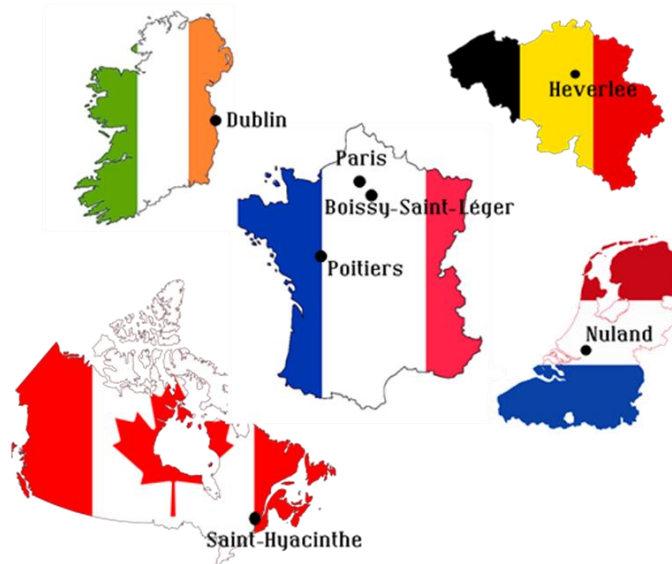 Dublin
Heverlee
Paris
Boissy-Saint-Léger
Poitiers
Nuland
Saint-Hyacinthe